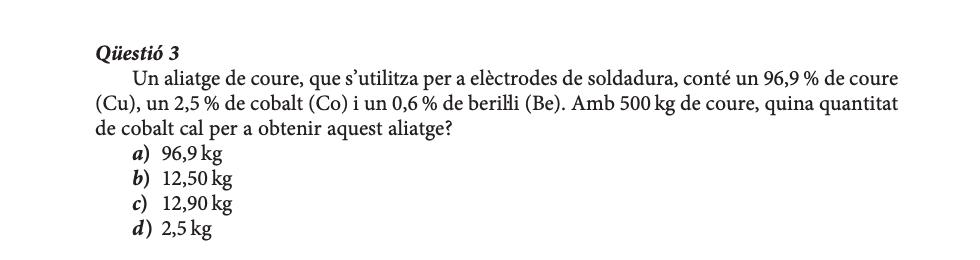 Qüestió 3
Un aliatge de coure, que s’utilitza per a elèctrodes de soldadura, conté un 96,9 % de coure
(Cu), un 2,5 % de cobalt (Co) i un 0,6 % de beril·li (Be). Amb 500 kg de coure, quina quantitat
de cobalt cal per a obtenir aquest aliatge?
a) 96,9 kg
b) 12,50 kg
c) 12,90 kg
d) 2,5 kg